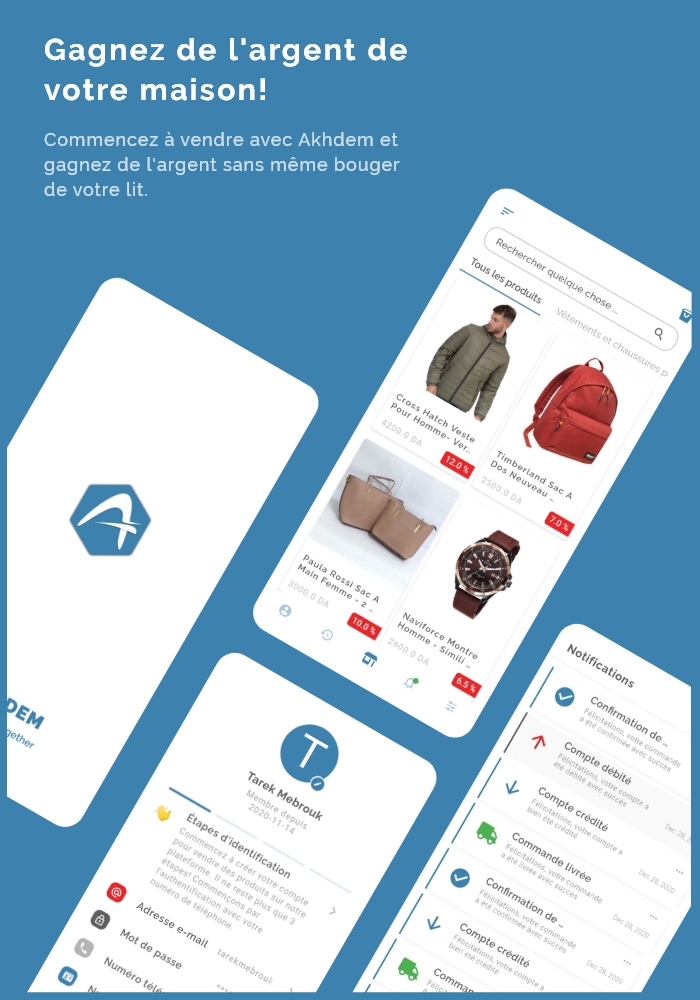 Gagnez de l'argent de
votre maison!
Commencez à vendre avec Akhdem et
gagnez de l'argent sans même bouger
de votre lit.
Rechercher quelque chose ...
Tous les produits
Vêtements et chaussures p
Cross Hatch Veste
Pour Homme- Ver..
4200.0 DA
12.0 %
Timberland Sac A
Dos Nouveau ..
2500.0 DA
7.0 %
Paula Rossi Sac A
Main Femme - 2 ..
3000.0 DA
10.0 %
Naviforce Montre
Homme - Simili ..
2600.0 DA
6.5 %
DEM
gether
Tarek Mebrouk
Membre depuis
2020-11-14
Étapes d'identification
Commencez à créer votre compte
pour vendre des produits sur notre
plateforme. Il ne reste plus que 3
étapes! Commençons par
l'authentification avec votre
numéro de téléphone.
Adresse e-mail
tarekmebrouk
Mot de passe
Numéro télé
Notifications
Confirmation de ..
Félicitations, votre commande
a été confirmée avec succès
Compte débité
Félicitations, votre compte a
été débité avec succès
Dec 28, 2
Compte crédité
Félicitations, votre compte a
bien été crédité
Dec 28, 2020
Commande livrée
Félicitations, votre commande
a été livrée avec succès
Dec 28, 2020
Confirmation de ..
Félicitations, votre commande
a été confirmée avec succès
Dec 28, 2020
Compte crédité
Félicitations, votre compte a
bien été crédité
Comman
Félicitations